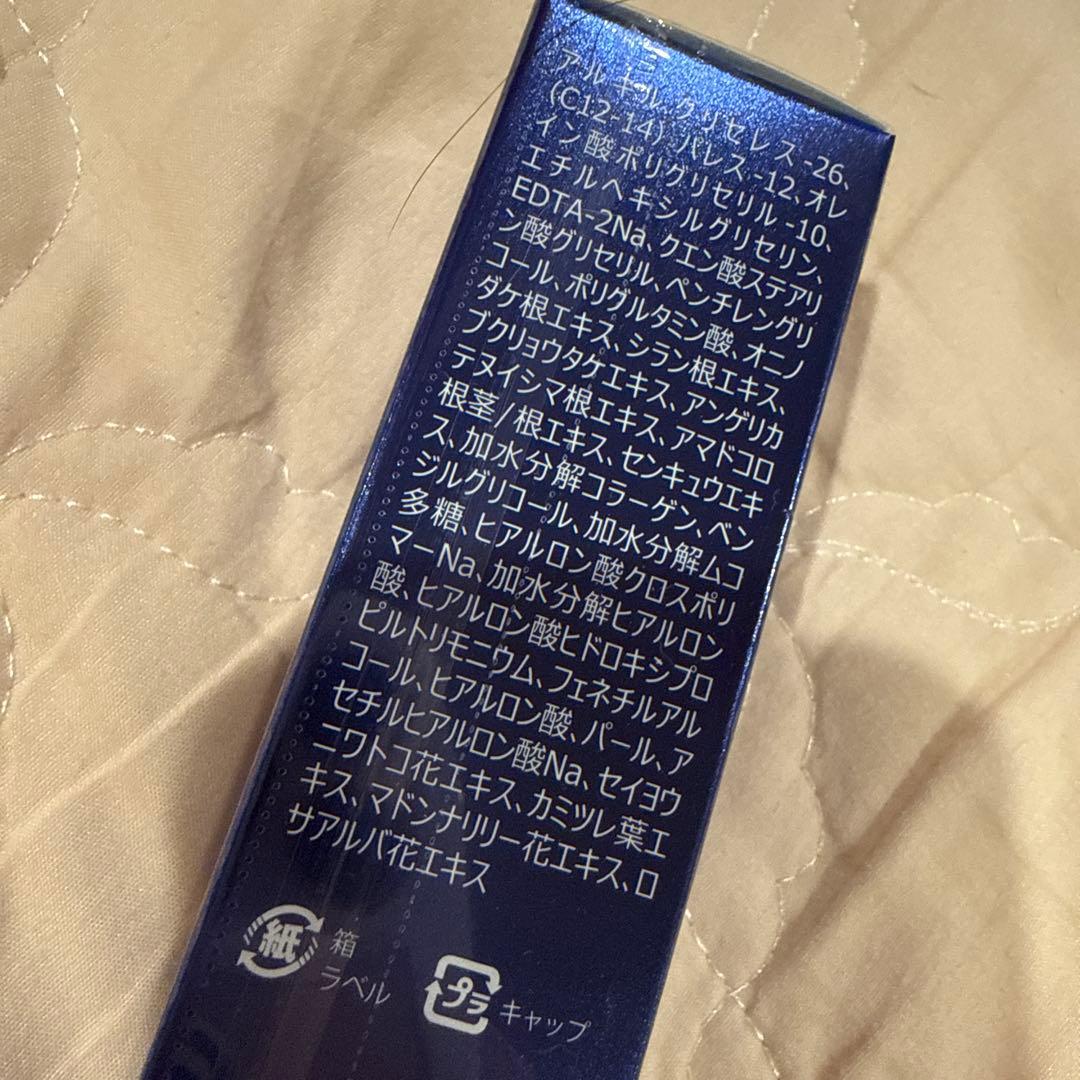 アルキルグリセレス-26、
(C12-14)パレス-12、オレ
イン酸ポリグリセリル-10、
エチルヘキシルグリセリン、
EDTA-2Na、クエン酸ステアリ
ン酸グリセリル、ペンチレングリ
コール、ポリグルタミン酸、オニノ
ダケ根エキス、シラン根エキス、
ブクリョウタケエキス、アンゲリカ
テヌイシマ根エキス、アマドコロ
根茎/根エキス、センキュウエキ
ス、加水分解コラーゲン、ベン
ジルグリコール、加水分解ムコ
多糖、ヒアルロン酸クロスポリ
マーNa、加水分解ヒアルロン
酸、ヒアルロン酸ヒドロキシプロ
ピルトリモニウム、フェネチルアル
コール、ヒアルロン酸、パール、ア
セチルヒアルロン酸Na、セイヨウ
ニワトコ花エキス、カミツレ葉エ
キス、マドンナリリー花エキス、ロ
サアルバ花エキス
紙 箱
ラベル
プラ キャップ